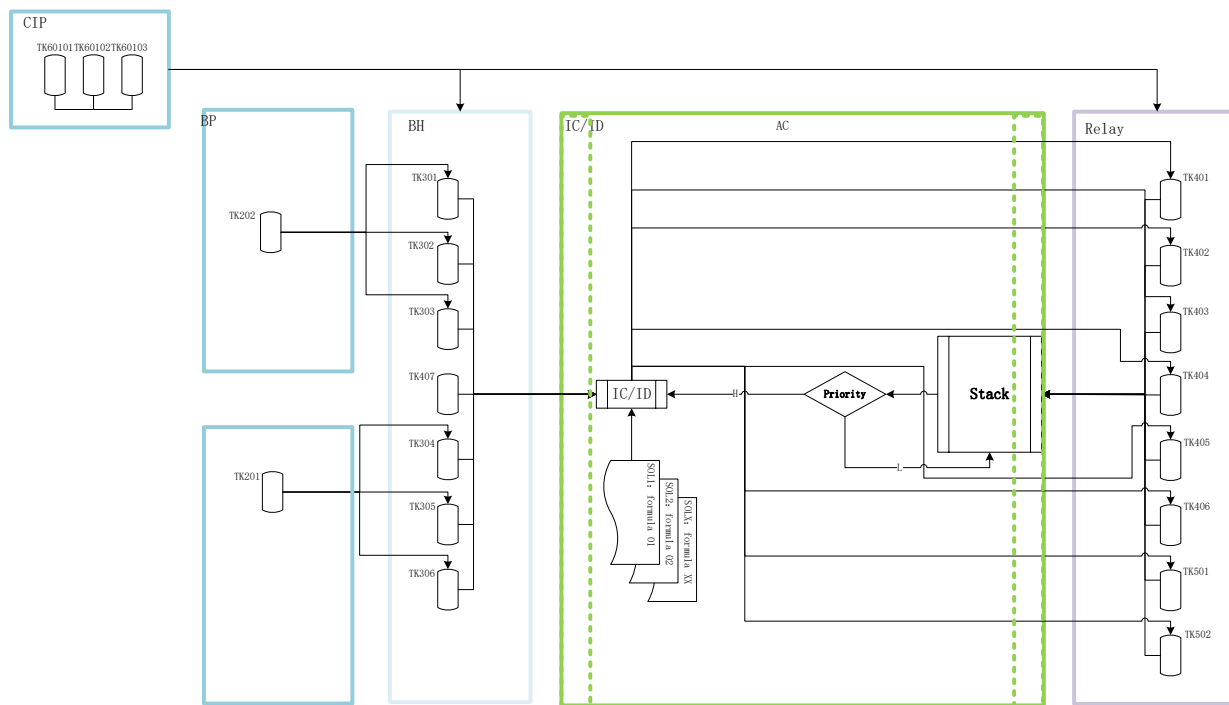 CIP
TK60101
TK60102
TK60103
BP
BH
IC/ID
AC
Relay
TK202
TK301
TK302
TK303
TK407
TK201
TK304
TK305
TK306
IC/ID
H
Priority
L
Stack
SOL1: formula 01
SOL2: formula 02
SOLX: formula XX
TK401
TK402
TK403
TK404
TK405
TK406
TK501
TK502